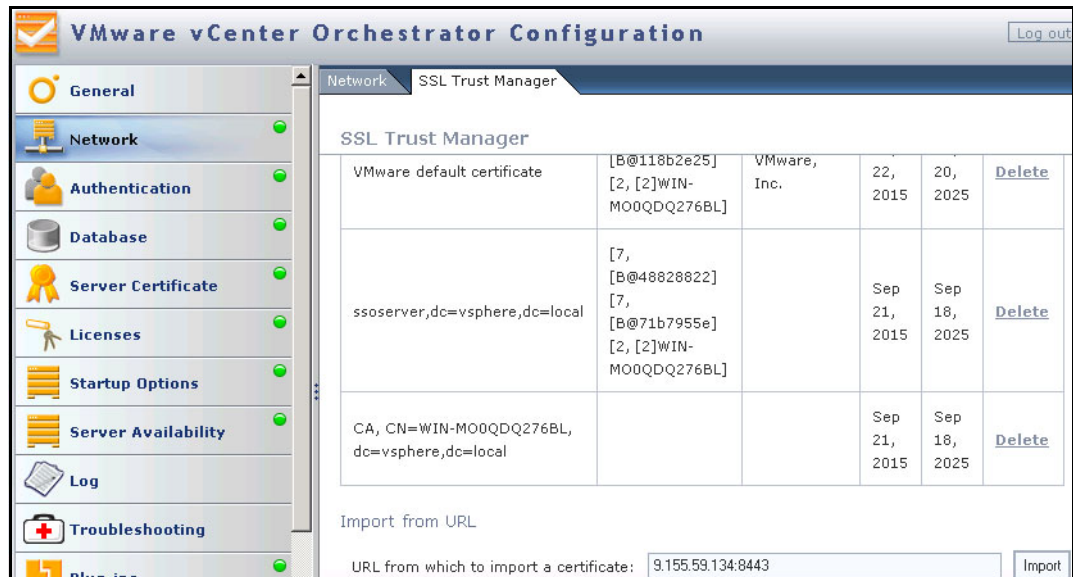 VMware vCenter Orchestrator Configuration
Log out
General
Network
Authentication
Database
Server Certificate
Licenses
Startup Options
Server Availability
Log
Troubleshooting
Network
SSL Trust Manager
SSL Trust Manager
VMware default certificate
[B@118b2e25]
[2, [2]WIN-
MO0QDQ276BL]
VMware,
Inc.
22,
2015
20,
2025
Delete
ssoserver,dc=vsphere,dc=local
[7,
[B@48828822]
[7,
[B@71b7955e]
[2, [2]WIN-
MO0QDQ276BL]
Sep
21,
2015
Sep
18,
2025
Delete
CA, CN=WIN-MO0QDQ276BL,
dc=vsphere,dc=local
Sep
21,
2015
Sep
18,
2025
Delete
Import from URL
URL from which to import a certificate:
9.155.59.134:8443
Import